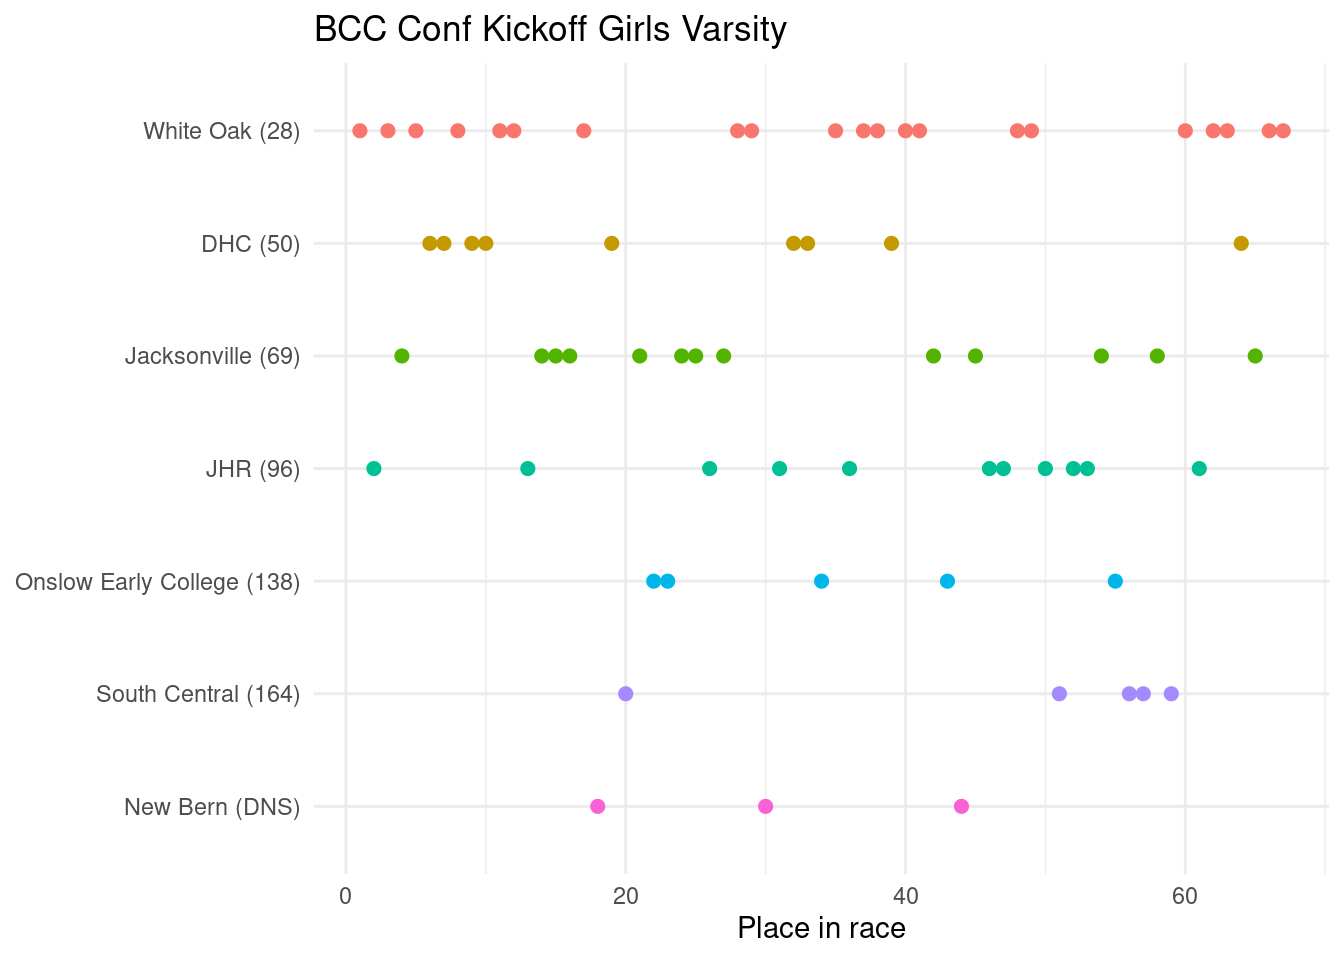 BCC Conf Kickoff Girls Varsity
White Oak (28)
DHC (50)
Jacksonville (69)
JHR (96)
Onslow Early College (138)
South Central (164)
New Bern (DNS)
0 20 40 60
Place in race